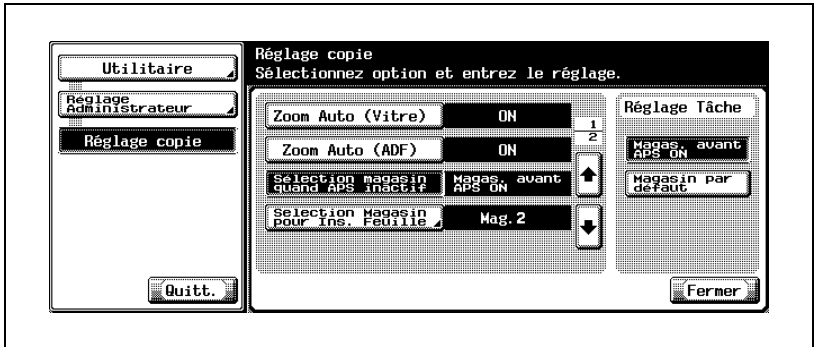 Utilitaire
Réglage
Administrateur
Réglage copie
Quitt.
Réglage copie
Sélectionnez option et entrez le réglage.
Zoom Auto (Vitre)
ON
Zoom Auto (ADF)
ON
Sélection magasin
quand APS inactif
Magas. avant
APS ON
Selection Magasin
pour Ins. Feuille
Mag. 2
1
2
Réglage Tâche
Magas. avant
APS ON
Magasin par
défaut
Fermer